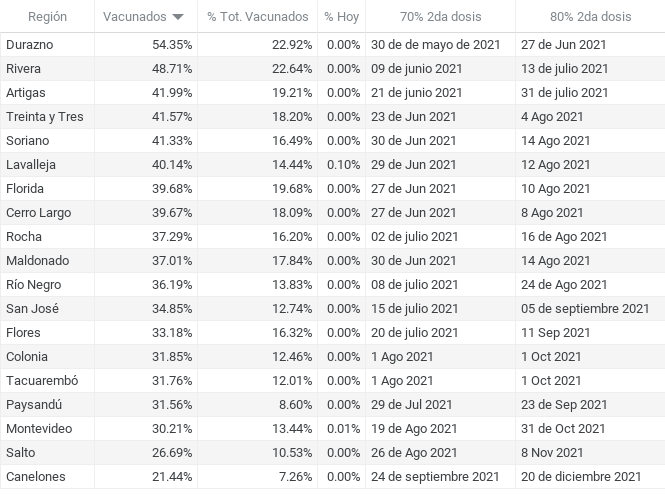 Región Vacunados % Tot. Vacunados % Hoy 70% 2da dosis 80% 2da dosis
Durazno 54.35% 22.92% 0.00% 30 de de mayo de 2021 27 de Jun 2021
Rivera 48.71% 22.64% 0.00% 09 de junio 2021 13 de julio 2021
Artigas 41.99% 19.21% 0.00% 21 de junio 2021 31 de julio 2021
Treinta y Tres 41.57% 18.20% 0.00% 23 de Jun 2021 4 Ago 2021
Soriano 41.33% 16.49% 0.00% 30 de Jun 2021 14 Ago 2021
Lavalleja 40.14% 14.44% 0.10% 29 de Jun 2021 12 Ago 2021
Florida 39.68% 19.68% 0.00% 27 de Jun 2021 10 Ago 2021
Cerro Largo 39.67% 18.09% 0.00% 27 de Jun 2021 8 Ago 2021
Rocha 37.29% 16.20% 0.00% 02 de julio 2021 16 de Ago 2021
Maldonado 37.01% 17.84% 0.00% 30 de Jun 2021 14 Ago 2021
Río Negro 36.19% 13.83% 0.00% 08 de julio 2021 24 de Ago 2021
San José 34.85% 12.74% 0.00% 15 de julio 2021 05 de septiembre 2021
Flores 33.18% 16.32% 0.00% 20 de julio 2021 11 Sep 2021
Colonia 31.85% 12.46% 0.00% 1 Ago 2021 1 Oct 2021
Tacuarembó 31.76% 12.01% 0.00% 1 Ago 2021 1 Oct 2021
Paysandú 31.56% 8.60% 0.00% 29 de Jul 2021 23 de Sep 2021
Montevideo 30.21% 13.44% 0.01% 19 de Ago 2021 31 de Oct 2021
Salto 26.69% 10.53% 0.00% 26 de Ago 2021 8 Nov 2021
Canelones 21.44% 7.26% 0.00% 24 de septiembre 2021 20 de diciembre 2021